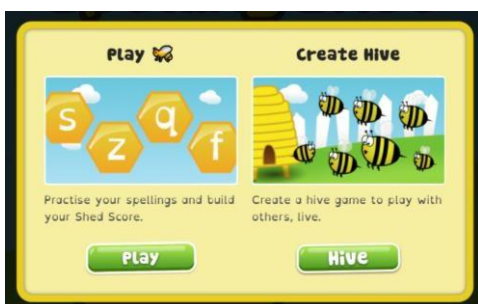 Play
Create Hive
s z q f
Practise your spellings and build
your Shed Score.
Create a hive game to play with
others, live.
Play
Hive